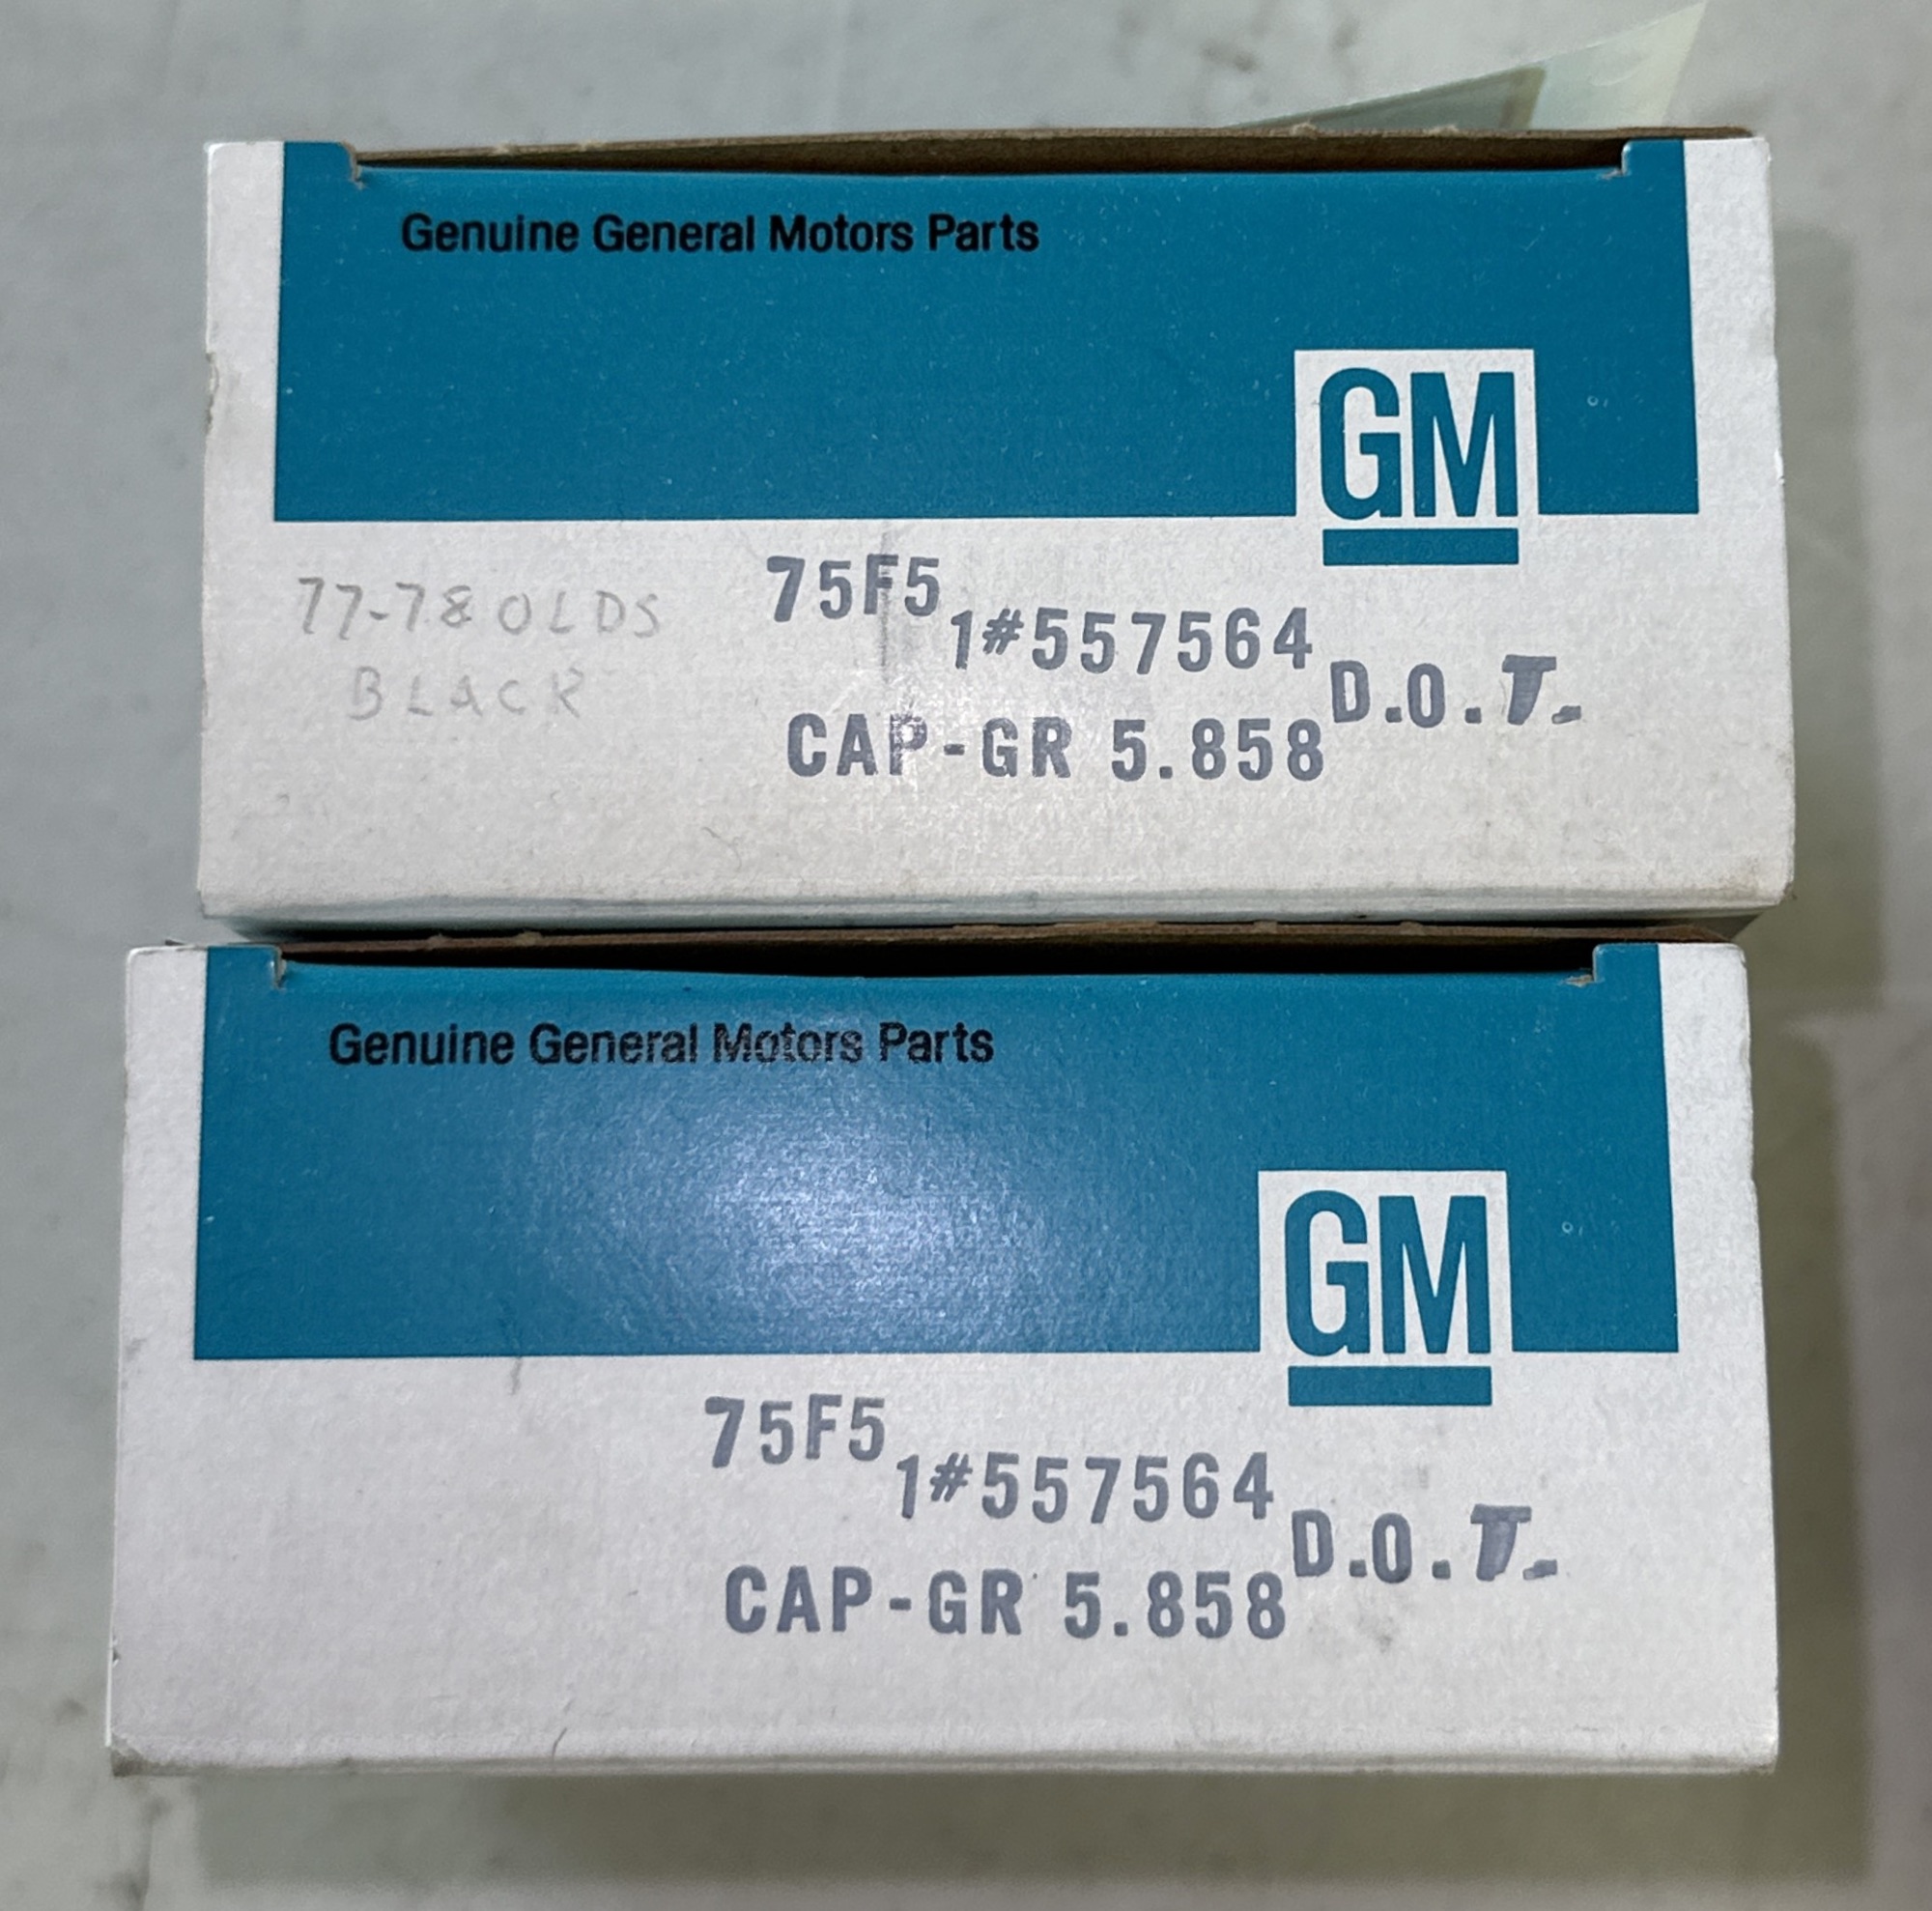 Genuine General Motors Parts
GM
77-78 OLDS
BLACK
75F5
1#557564
D.O.T.
CAP-GR 5.858
Genuine General Motors Parts
GM
75F5
1#557564
D.O.T.
CAP-GR 5.858